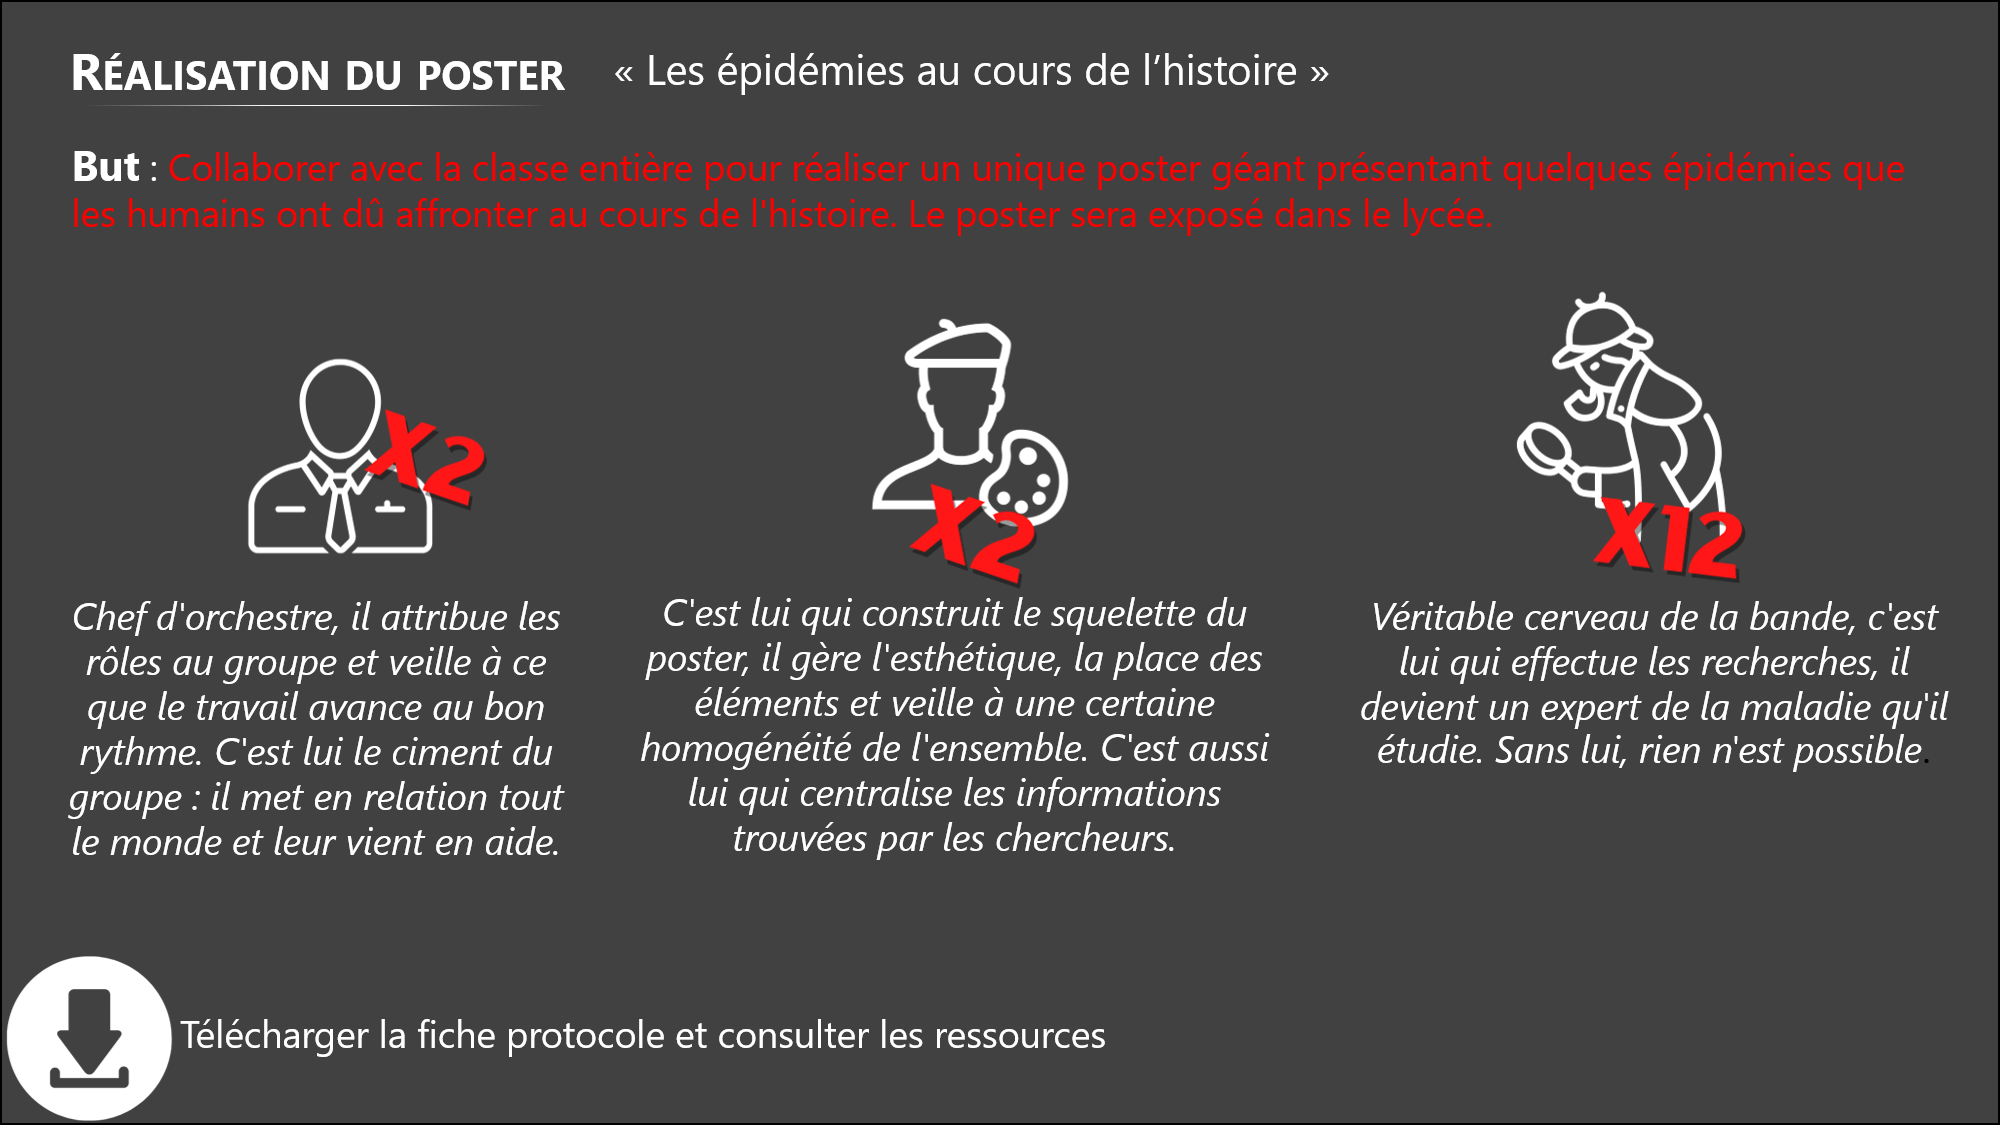 RÉALISATION DU POSTER « Les épidémies au cours de l’histoire »
But : Collaborer avec la classe entière pour réaliser un unique poster géant présentant quelques épidémies que
les humains ont dû affronter au cours de l'histoire. Le poster sera exposé dans le lycée.
X2
Chef d'orchestre, il attribue les
rôles au groupe et veille à ce
que le travail avance au bon
rythme. C'est lui le ciment du
groupe : il met en relation tout
le monde et leur vient en aide.
X2
C'est lui qui construit le squelette du
poster, il gère l'esthétique, la place des
éléments et veille à une certaine
homogénéité de l'ensemble. C'est aussi
lui qui centralise les informations
trouvées par les chercheurs.
X12
Véritable cerveau de la bande, c'est
lui qui effectue les recherches, il
devient un expert de la maladie qu'il
étudie. Sans lui, rien n'est possible.
Télécharger la fiche protocole et consulter les ressources